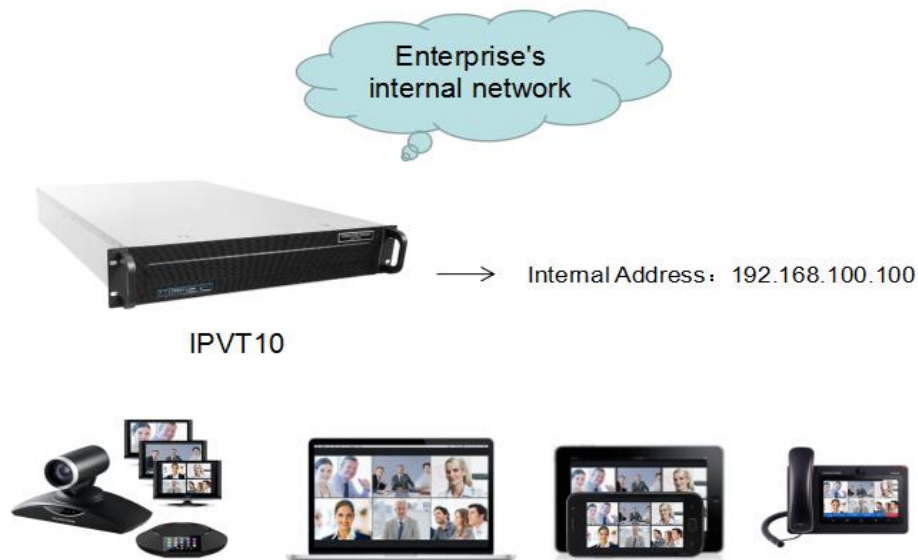 Enterprise's
internal network
Internal Address：192.168.100.100
IPVT10